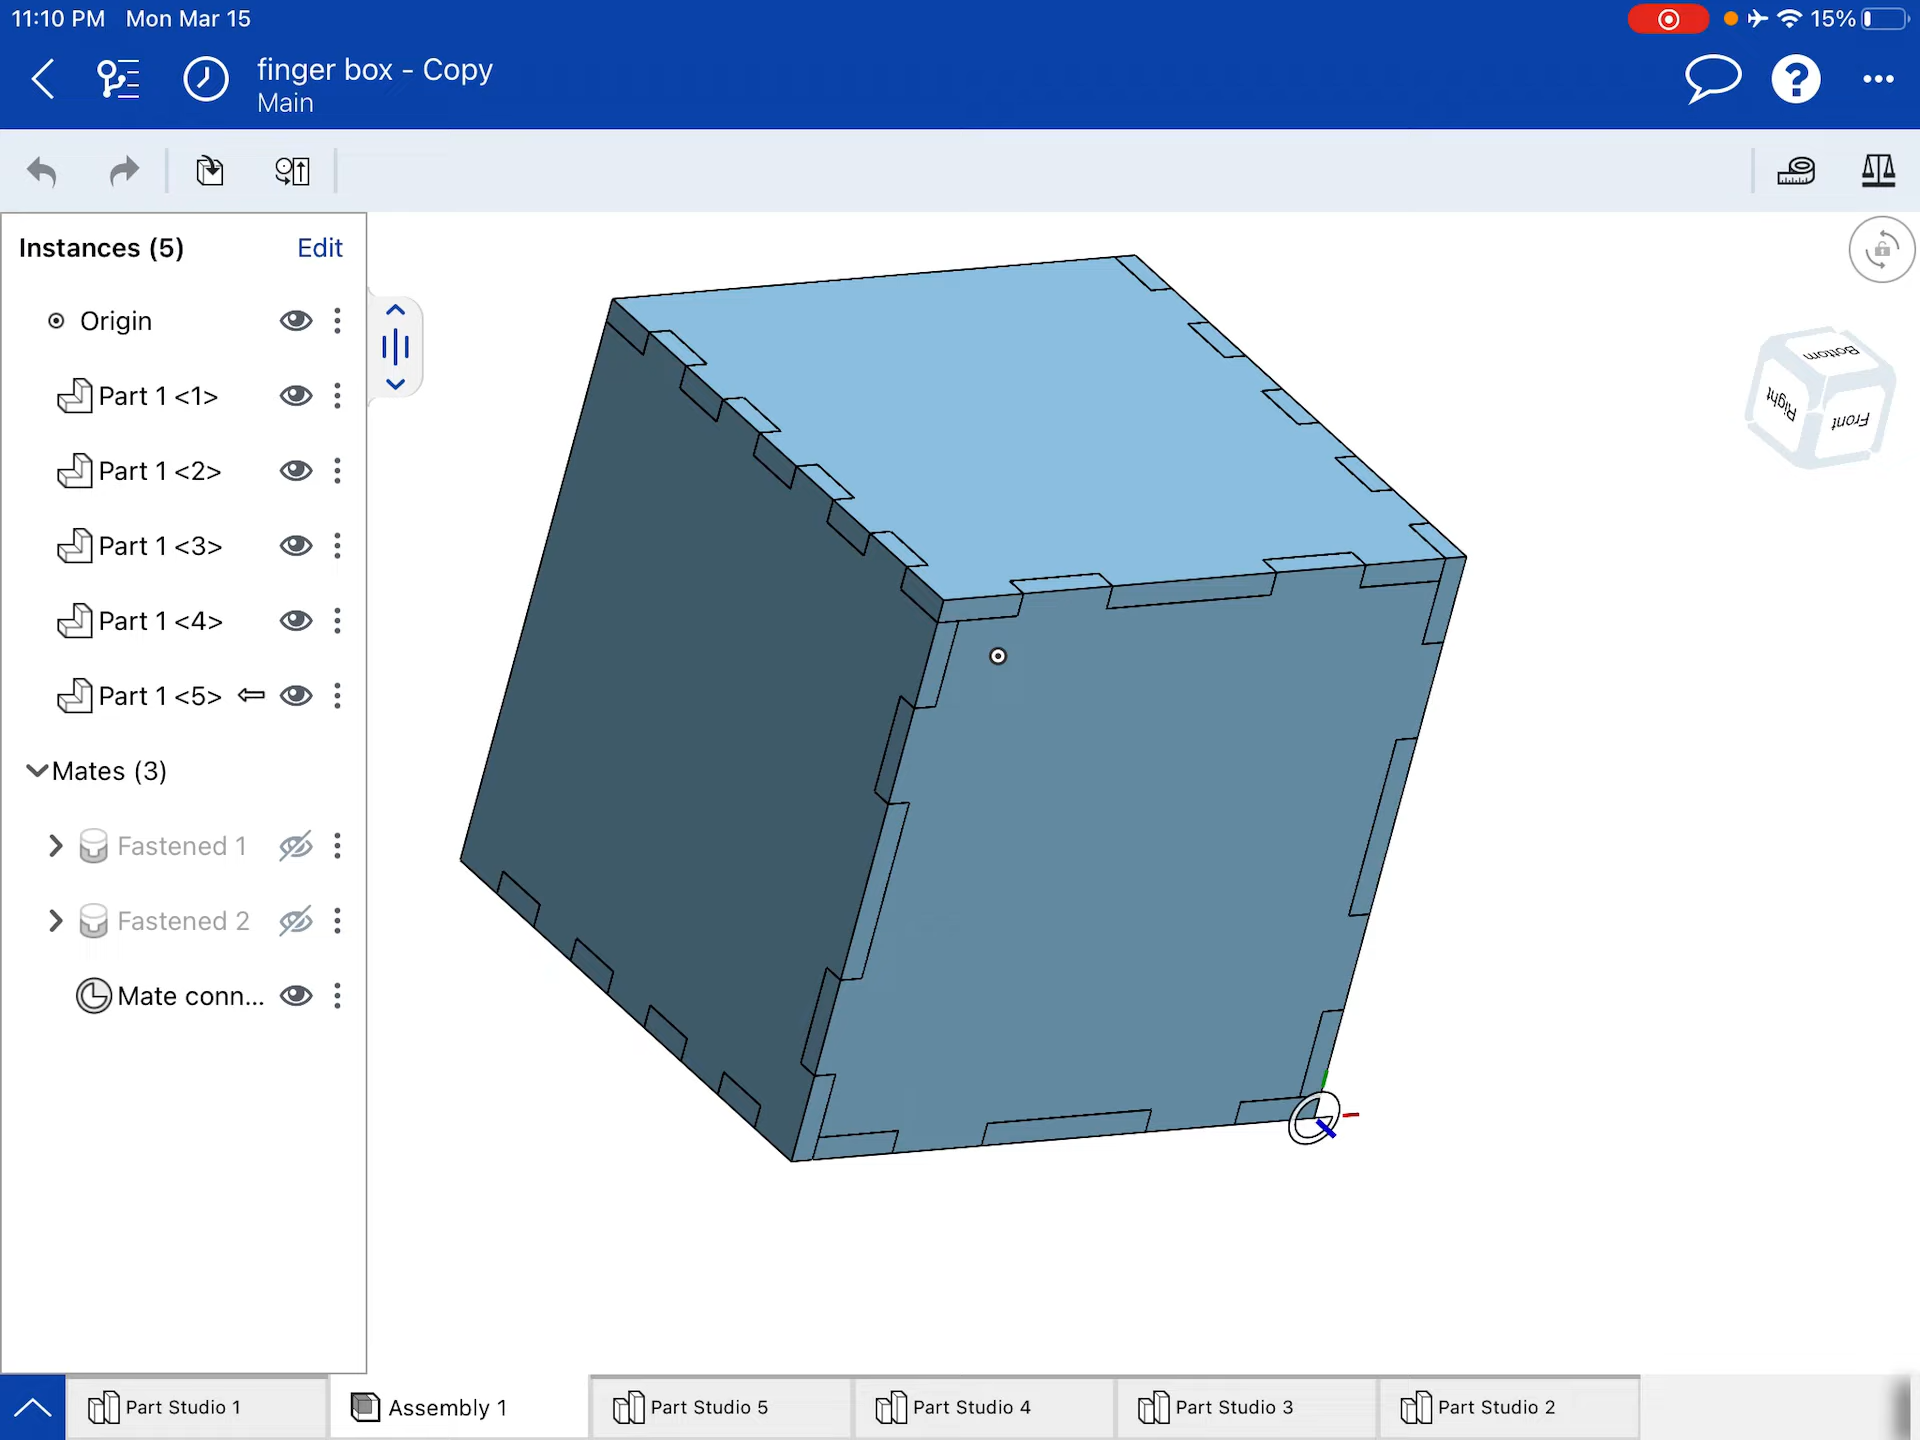 11:10 PM Mon Mar 15
15%
finger box - Copy
Main
Instances (5)
Edit
Origin
Part 1 <1>
Part 1 <2>
Part 1 <3>
Part 1 <4>
Part 1 <5>
Mates (3)
Fastened 1
Fastened 2
Mate conn...
Bottom
Right
Front
Part Studio 1
Assembly 1
Part Studio 5
Part Studio 4
Part Studio 3
Part Studio 2